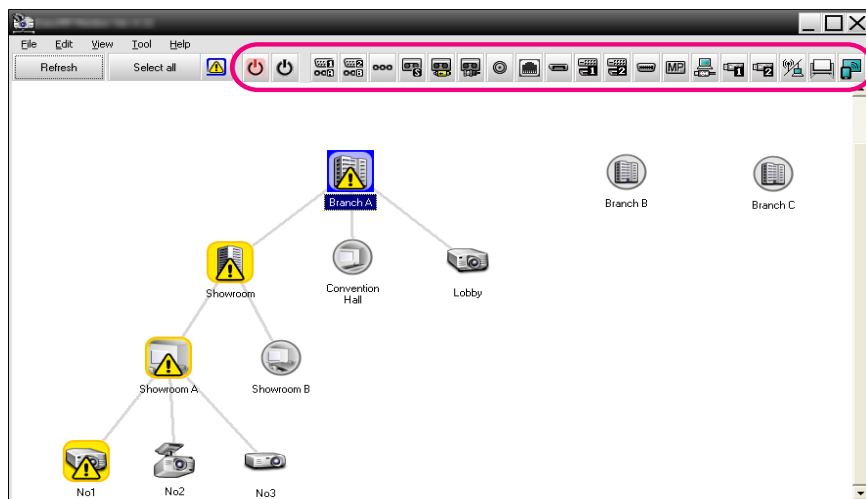 File Edit View Tool Help
Refresh Select all
MP
Branch A
Branch B
Branch C
Showroom
Convention
Hall
Lobby
Showroom A
Showroom B
No1
No2
No3